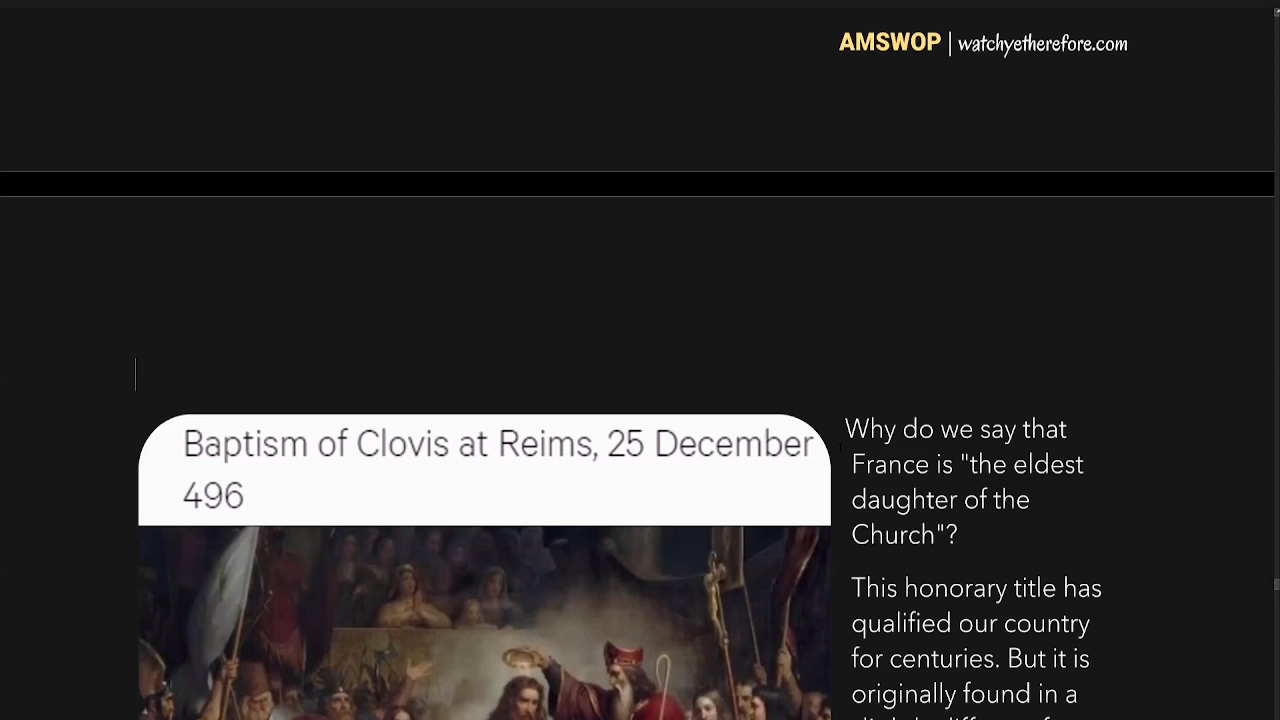 AMSWOP | watchyetherefore.com
Baptism of Clovis at Reims, 25 December
496
Why do we say that
France is "the eldest
daughter of the
Church"?
This honorary title has
qualified our country
for centuries. But it is
originally found in a